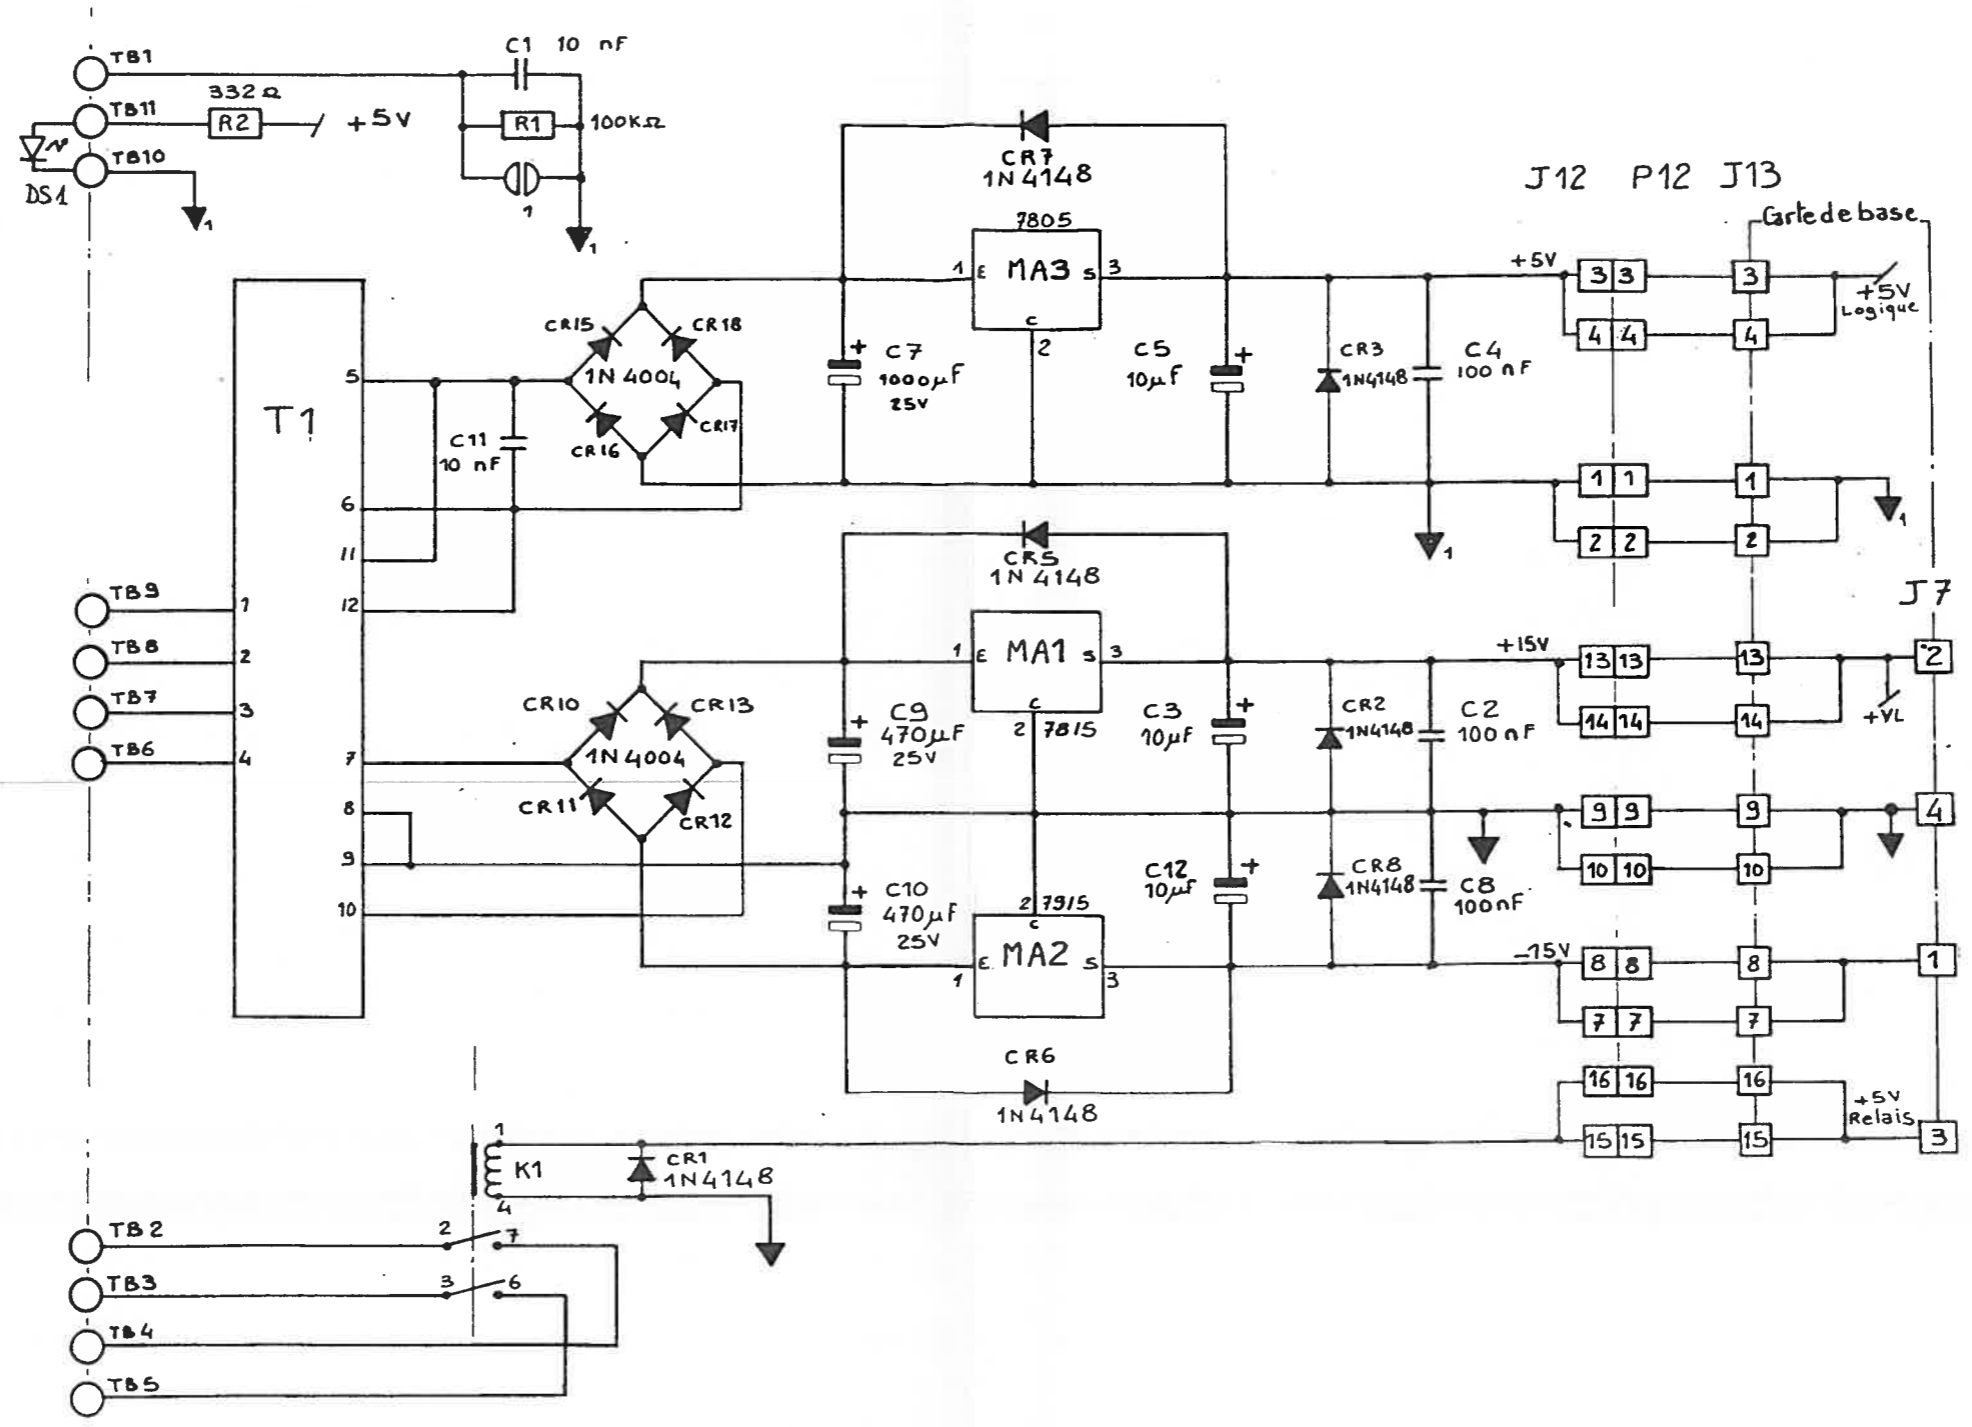 TB1
C1 10 nF
TB11
332Ω
R2
+5V
R1
100KΩ
TB10
DS1
1
1
1
CR7
1N4148
J12 P12 J13
Carte de base
7805
1 E MA3 S 3
C
2
+5V
3 3 3
+5V
Logique
4 4 4
CR15
CR18
1N4004
CR16
CR17
C7
1000µF
25V
+
C5
10µF
+
CR3
1N4148
C4
100 nF
T1
5
C11
10 nF
6
11
12
1 1 1
1
2 2 2
1
CR5
1N4148
J7
TB9
1
TB8
2
TB7
3
TB6
4
1 E MA1 S 3
C
2 7815
+15V
13 13 13
2
14 14 14
+VL
CR10
CR13
1N4004
CR11
CR12
7
8
9
10
C9
470µF
25V
+
C3
10µF
+
CR2
1N4148
C2
100 nF
9 9 9
4
10 10 10
C10
470µF
25V
+
C12
10µF
+
CR8
1N4148
C8
100nF
2 7915
C
1 E MA2 S 3
-15V
8 8 8
1
7 7 7
CR6
1N4148
16 16 16
+5V
Relais
15 15 15
3
1
K1
4
CR1
1N4148
TB2
2
7
TB3
3
6
TB4
TB5